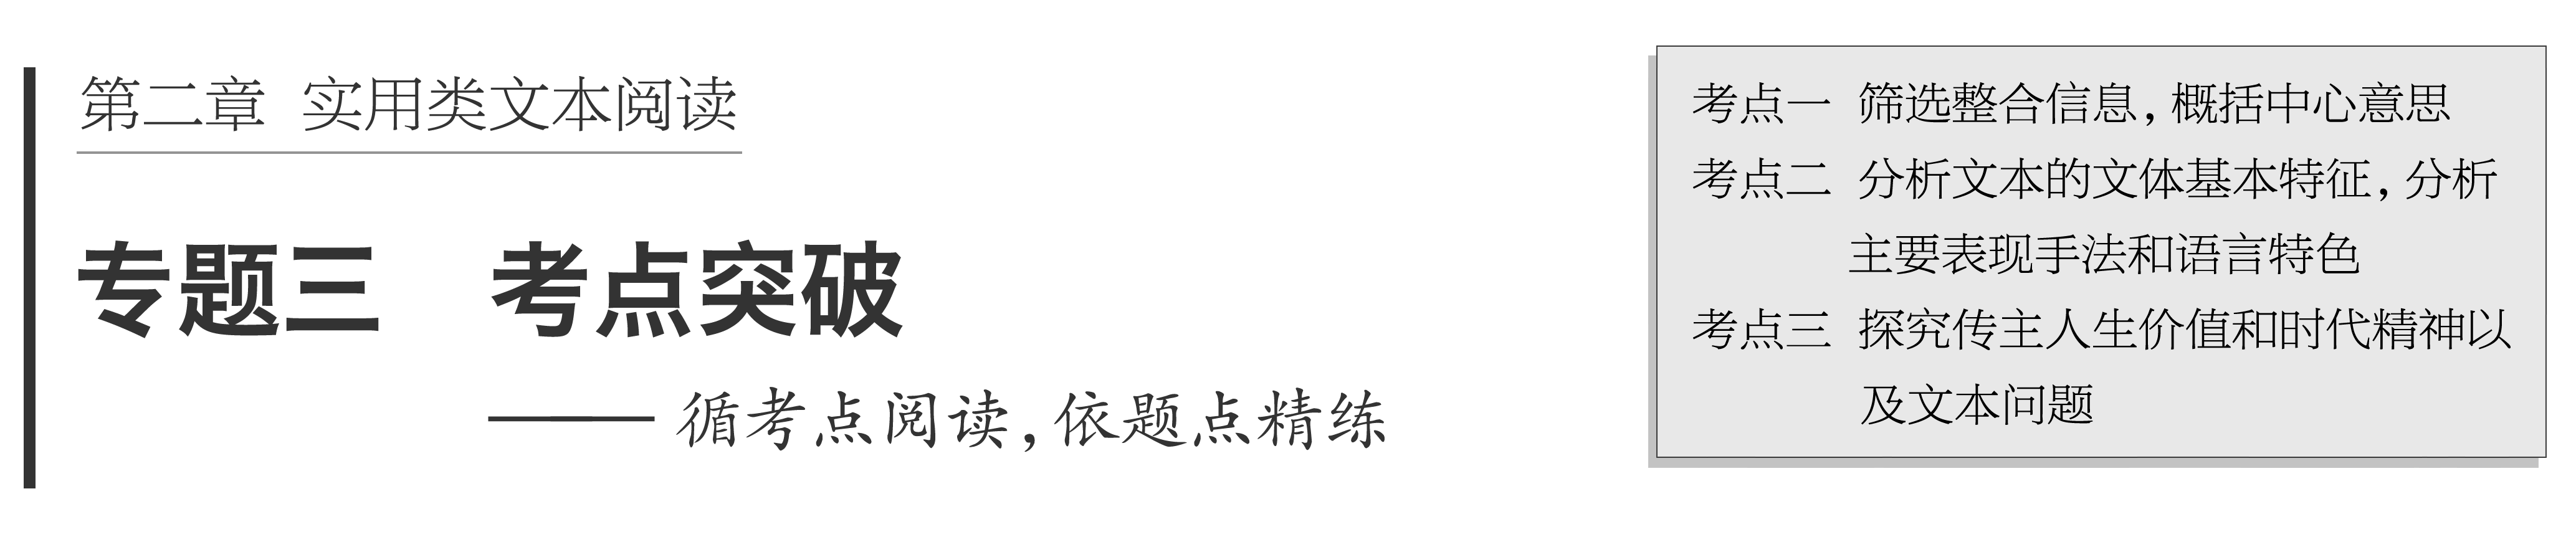 第二章 实用类文本阅读
专题三 考点突破
——循考点阅读，依题点精练
考点一 筛选整合信息，概括中心意思
考点二 分析文本的文体基本特征，分析
主要表现手法和语言特色
考点三 探究传主人生价值和时代精神以
及文本问题